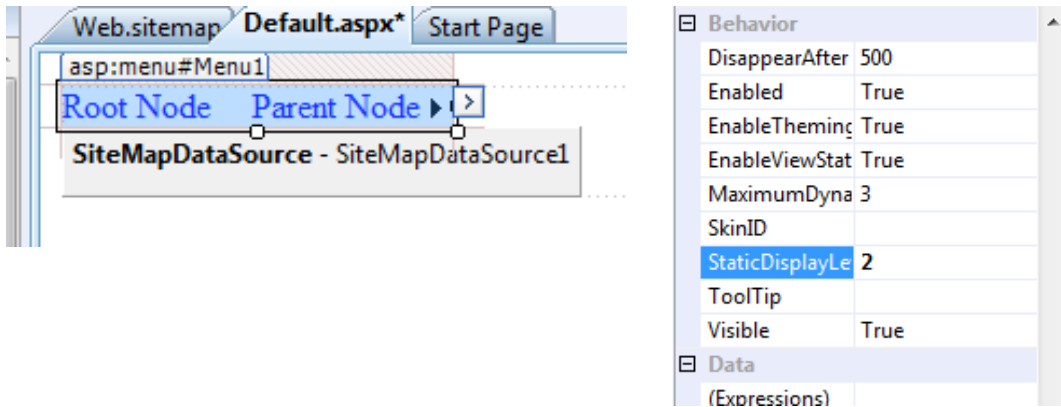 Web.sitemap Default.aspx* Start Page
asp:menu#Menu1
Root Node Parent Node
SiteMapDataSource - SiteMapDataSource1
Behavior
DisappearAfter 500
Enabled True
EnableTheming True
EnableViewStat True
MaximumDyna 3
SkinID
StaticDisplayLe 2
ToolTip
Visible True
Data
(Expressions)